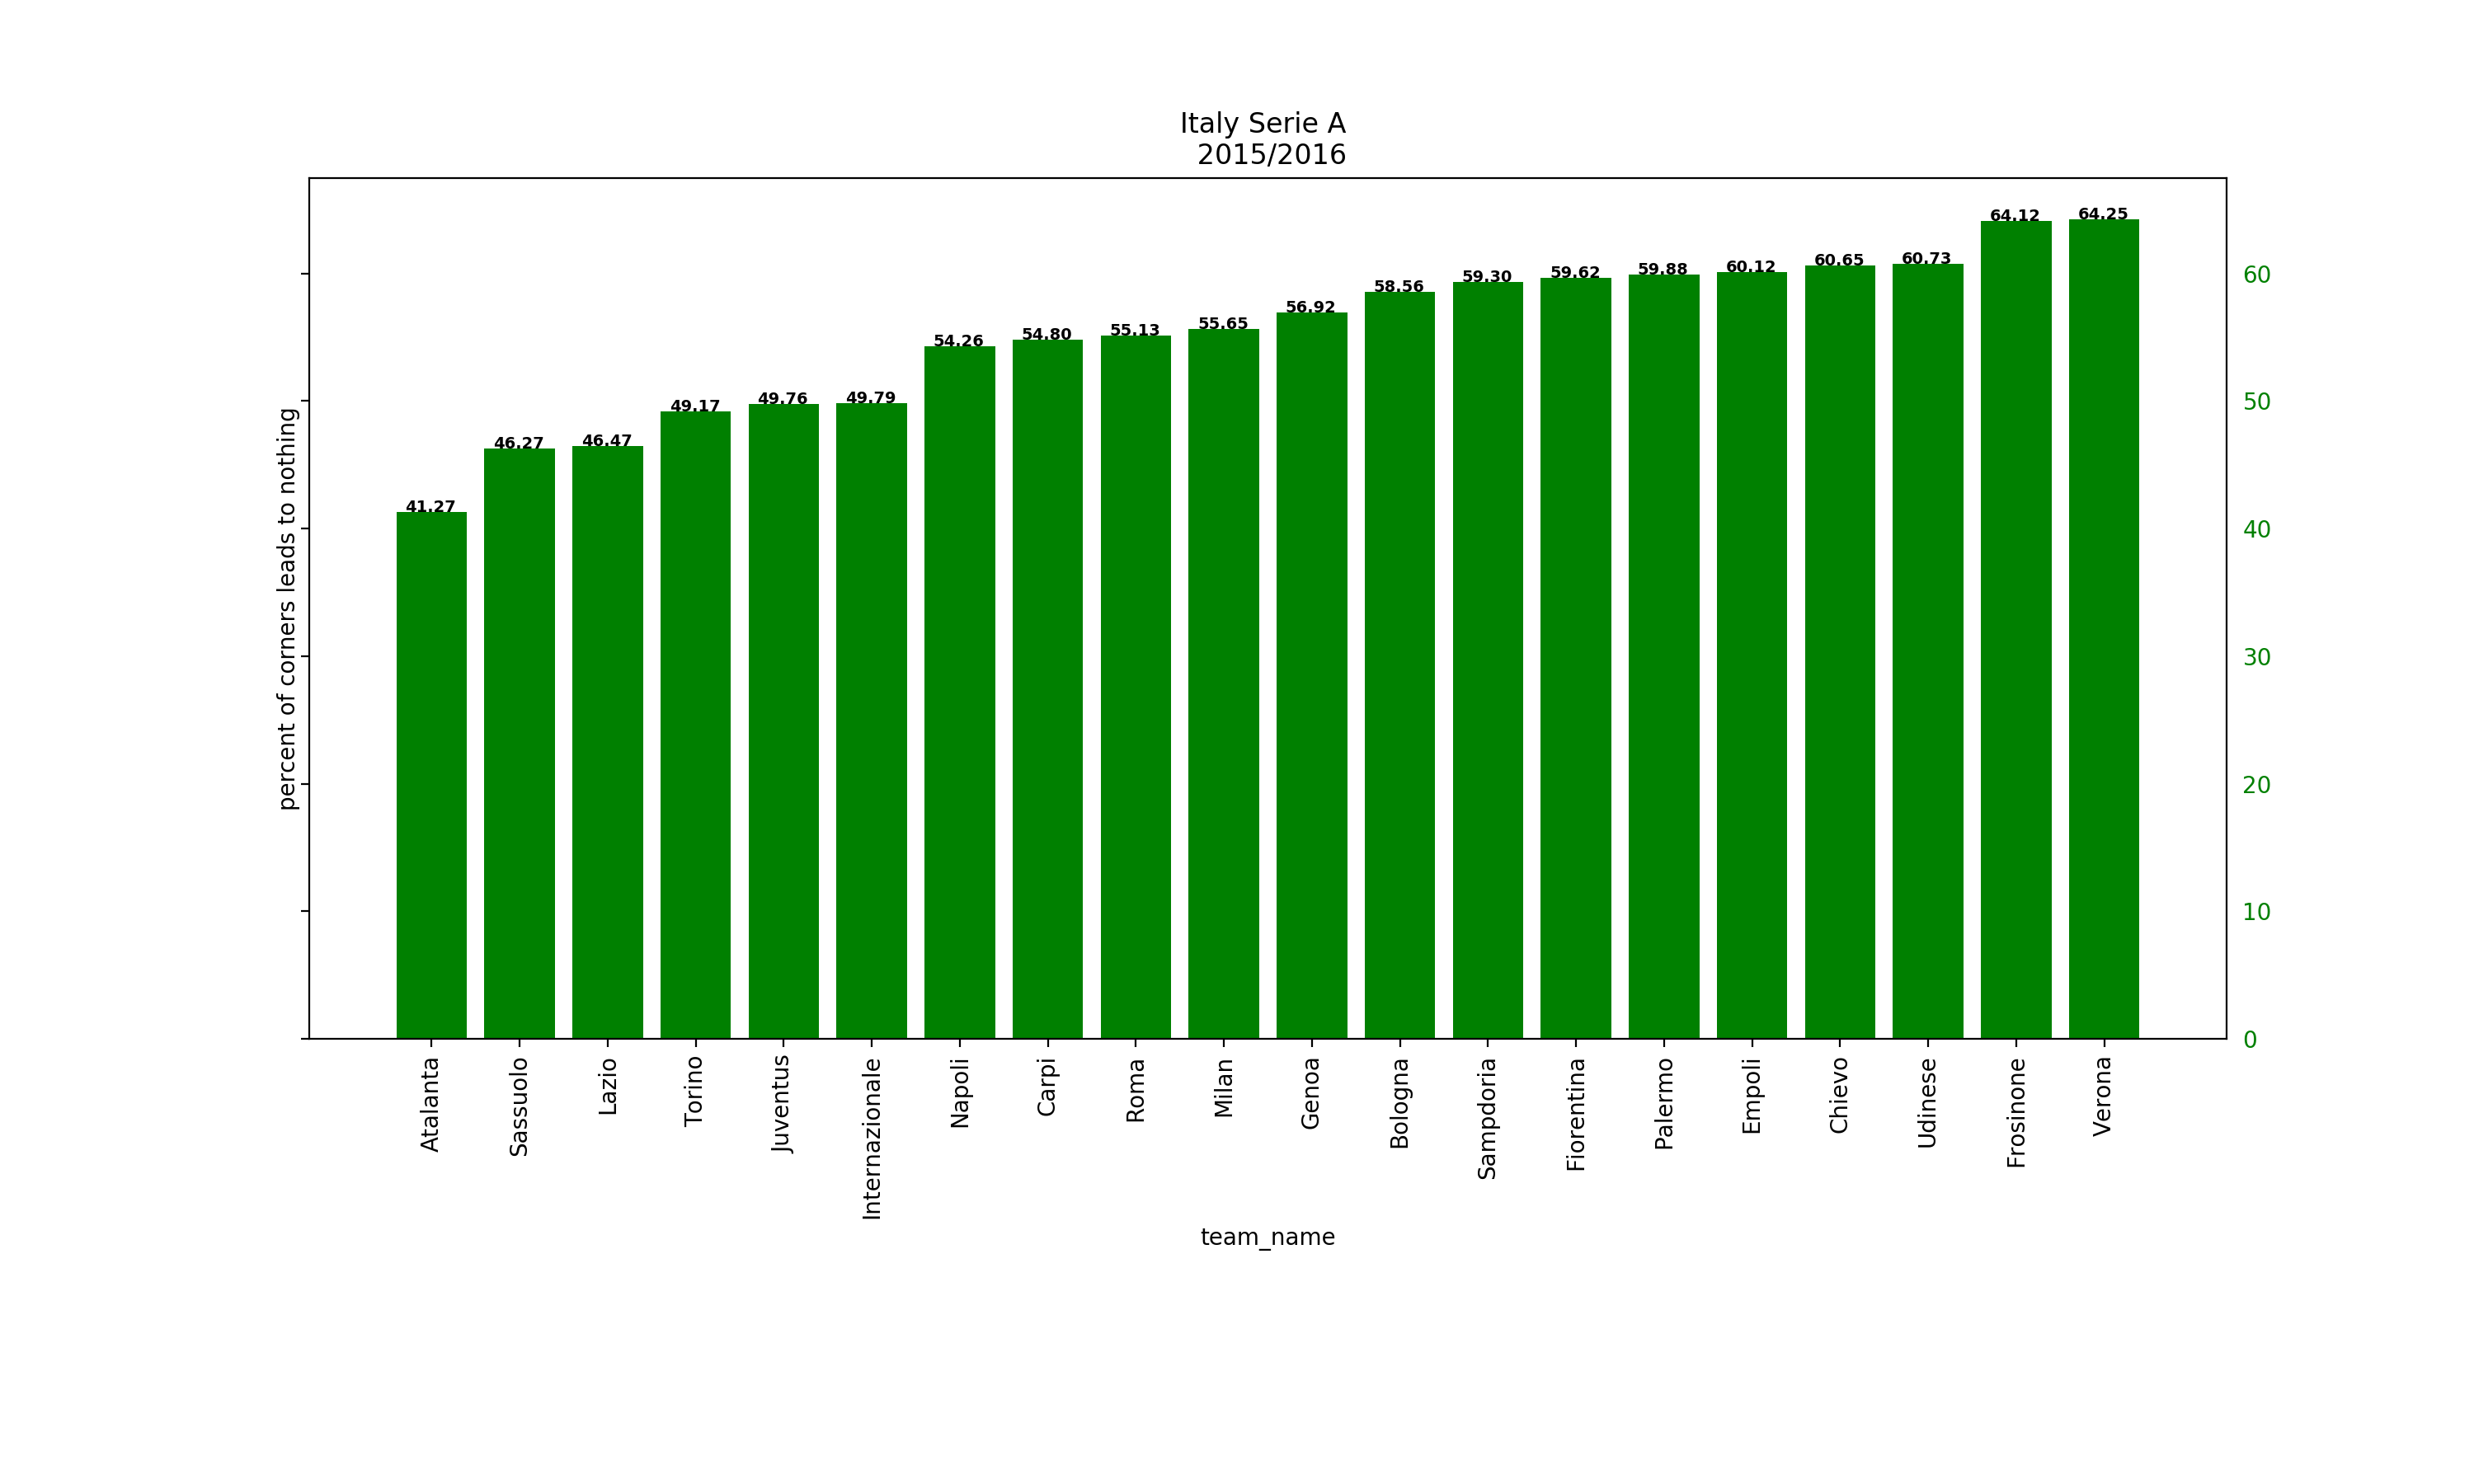 Italy Serie A
2015/2016
percent of corners leads to nothing
41.27
46.27
46.47
49.17
49.76
49.79
54.26
54.80
55.13
55.65
56.92
58.56
59.30
59.62
59.88
60.12
60.65
60.73
64.12
64.25
60
50
40
30
20
10
0
Atalanta
Sassuolo
Lazio
Torino
Juventus
Internazionale
Napoli
Carpi
Roma
Milan
Genoa
Bologna
Sampdoria
Fiorentina
Palermo
Empoli
Chievo
Udinese
Frosinone
Verona
team_name